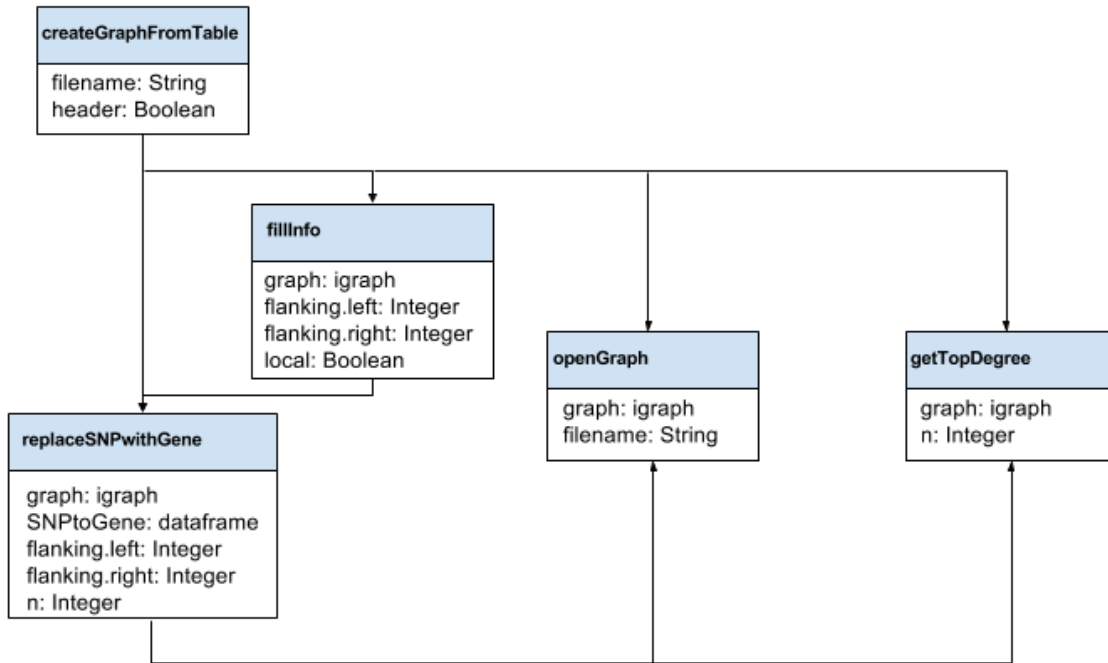 createGraphFromTable
filename: String
header: Boolean
fillInfo
graph: igraph
flanking.left: Integer
flanking.right: Integer
local: Boolean
openGraph
graph: igraph
filename: String
getTopDegree
graph: igraph
n: Integer
replaceSNPwithGene
graph: igraph
SNPtoGene: dataframe
flanking.left: Integer
flanking.right: Integer
n: Integer